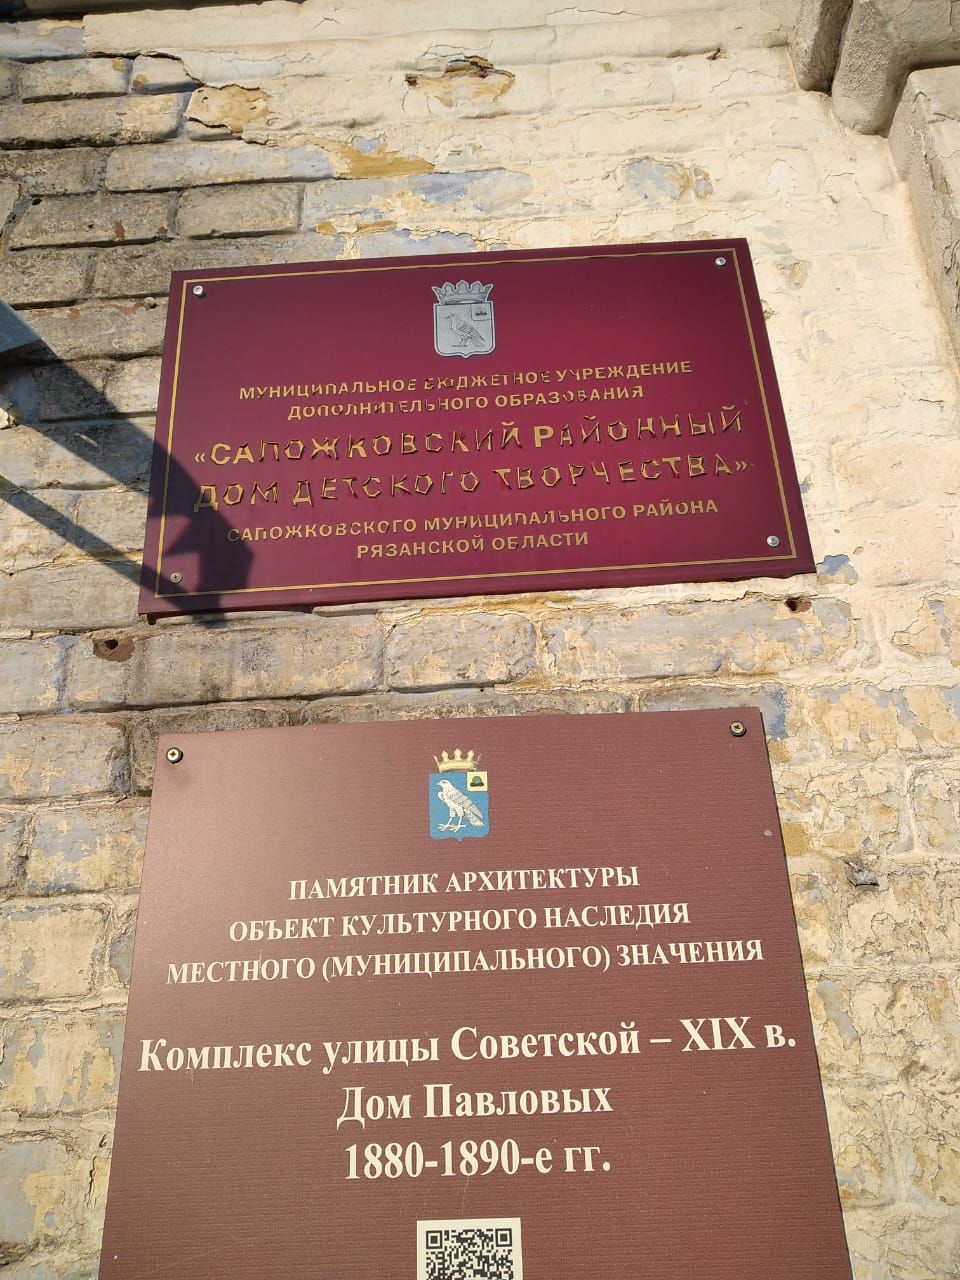 МУНИЦИПАЛЬНОЕ БЮДЖЕТНОЕ УЧРЕЖДЕНИЕ
ДОПОЛНИТЕЛЬНОГО ОБРАЗОВАНИЯ
«САПОЖКОВСКИЙ РАЙОННЫЙ
ДОМ ДЕТСКОГО ТВОРЧЕСТВА»
САПОЖКОВСКОГО МУНИЦИПАЛЬНОГО РАЙОНА
РЯЗАНСКОЙ ОБЛАСТИ
ПАМЯТНИК АРХИТЕКТУРЫ
ОБЪЕКТ КУЛЬТУРНОГО НАСЛЕДИЯ
МЕСТНОГО (МУНИЦИПАЛЬНОГО) ЗНАЧЕНИЯ
Комплекс улицы Советской – XIX в.
Дом Павловых
1880-1890-е гг.